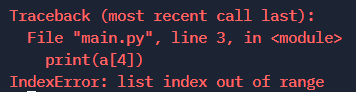 Traceback (most recent call last):
  File "main.py", line 3, in <module>
    print(a[4])
IndexError: list index out of range